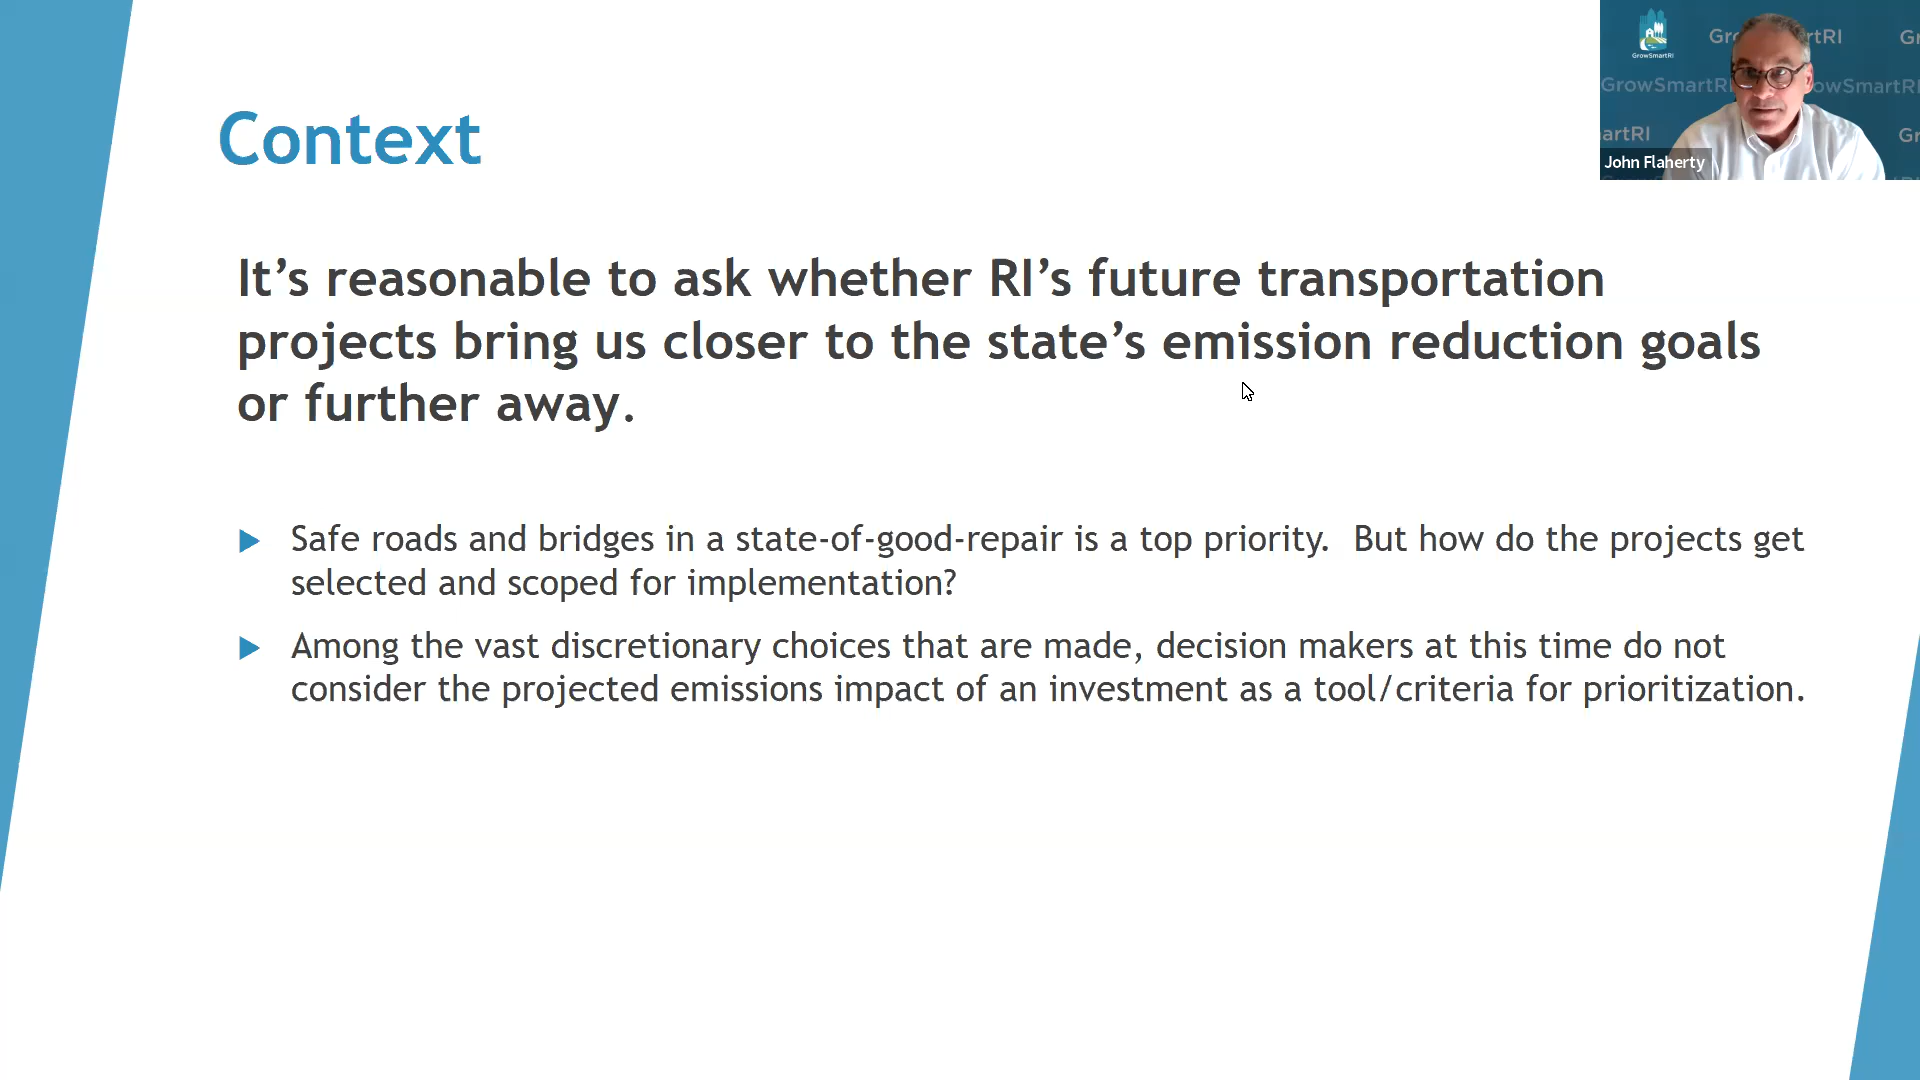 Context
It’s reasonable to ask whether RI’s future transportation
projects bring us closer to the state’s emission reduction goals
or further away.
Safe roads and bridges in a state-of-good-repair is a top priority.  But how do the projects get
selected and scoped for implementation?
Among the vast discretionary choices that are made, decision makers at this time do not
consider the projected emissions impact of an investment as a tool/criteria for prioritization.
GrowSmartRI
John Flaherty